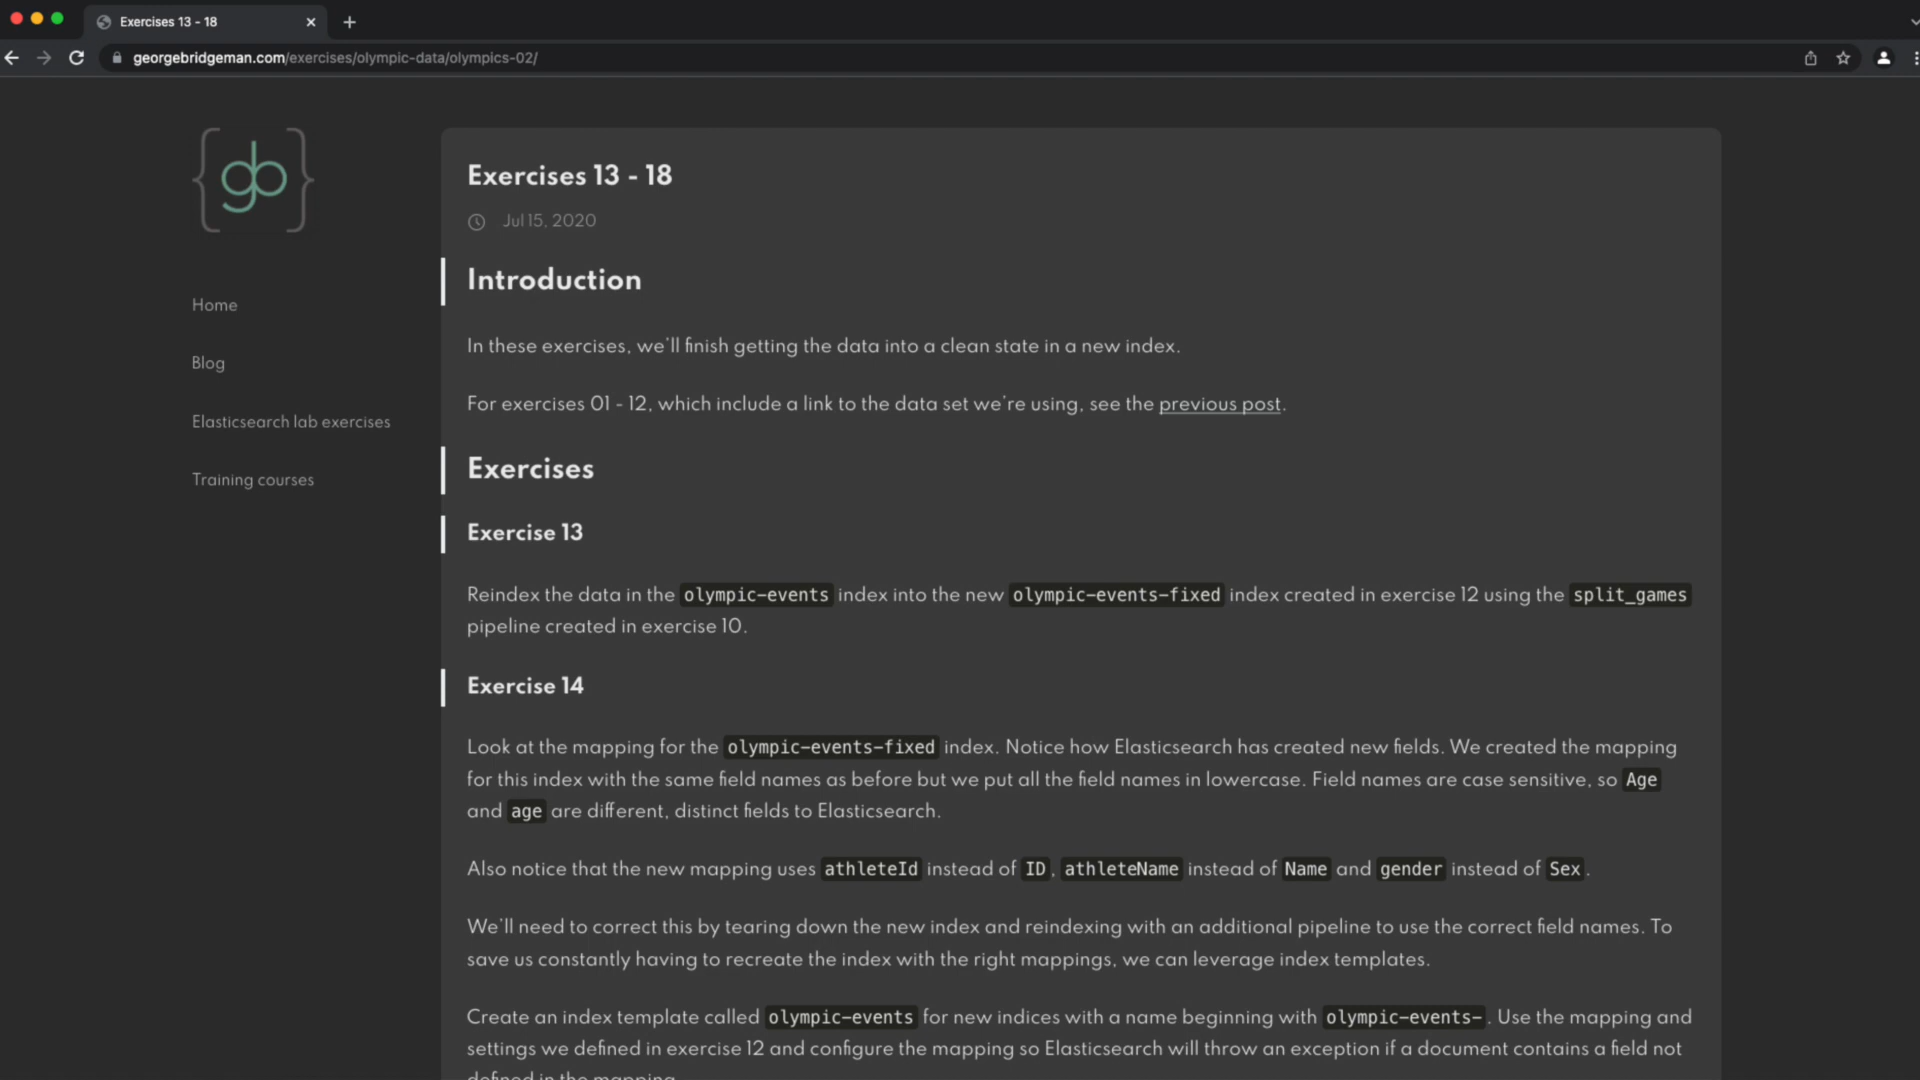 Exercises 13 - 18
georgebridgeman.com/exercises/olympic-data/olympics-02/
gb
Home
Blog
Elasticsearch lab exercises
Training courses
Exercises 13 - 18
Jul 15, 2020
Introduction
In these exercises, we'll finish getting the data into a clean state in a new index.
For exercises 01 - 12, which include a link to the data set we're using, see the previous post.
Exercises
Exercise 13
Reindex the data in the olympic-events index into the new olympic-events-fixed index created in exercise 12 using the split_games
pipeline created in exercise 10.
Exercise 14
Look at the mapping for the olympic-events-fixed index. Notice how Elasticsearch has created new fields. We created the mapping
for this index with the same field names as before but we put all the field names in lowercase. Field names are case sensitive, so Age
and age are different, distinct fields to Elasticsearch.
Also notice that the new mapping uses athleteId instead of ID, athleteName instead of Name and gender instead of Sex.
We'll need to correct this by tearing down the new index and reindexing with an additional pipeline to use the correct field names. To
save us constantly having to recreate the index with the right mappings, we can leverage index templates.
Create an index template called olympic-events for new indices with a name beginning with olympic-events-. Use the mapping and
settings we defined in exercise 12 and configure the mapping so Elasticsearch will throw an exception if a document contains a field not
defined in the mapping.